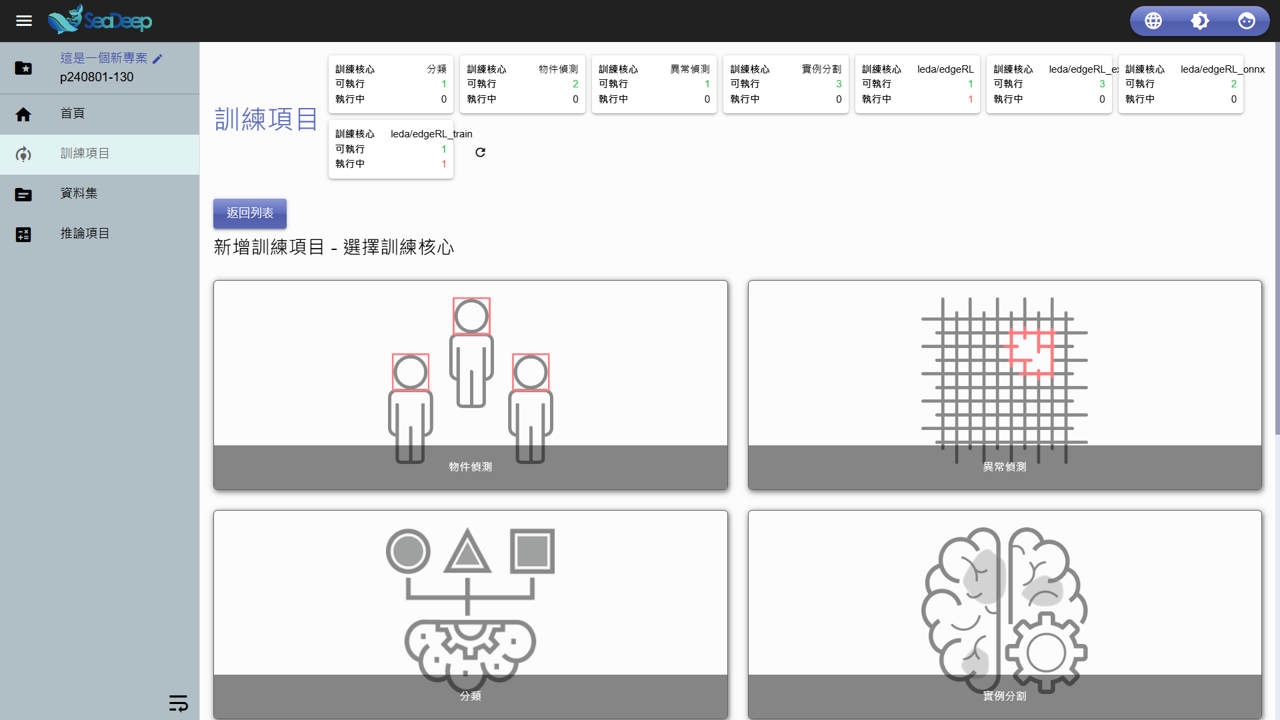 SeaDeep
這是一個新專案
p240801-130
首頁
訓練項目
資料集
推論項目
訓練項目
訓練核心 分類
可執行 1
執行中 0
訓練核心 物件偵測
可執行 2
執行中 0
訓練核心 異常偵測
可執行 1
執行中 0
訓練核心 實例分割
可執行 3
執行中 0
訓練核心 leda/edgeRL
可執行 1
執行中 1
訓練核心 leda/edgeRL_e
可執行 3
執行中 0
訓練核心 leda/edgeRL_onnx
可執行 2
執行中 0
訓練核心 leda/edgeRL_train
可執行 1
執行中 1
返回列表
新增訓練項目 - 選擇訓練核心
物件偵測
異常偵測
分類
實例分割